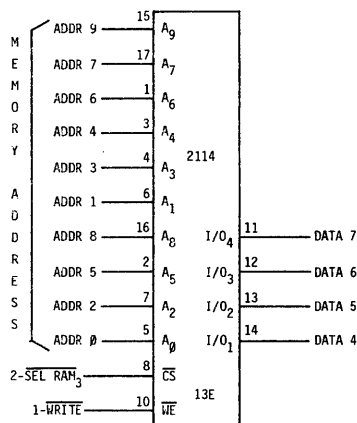 MEMORY ADDRESS
ADDR 9 15 A9
ADDR 7 17 A7
ADDR 6 1 A6
ADDR 4 3 A4
ADDR 3 4 A3
2114
ADDR 1 6 A1
ADDR 8 16 A8 I/O4 11 DATA 7
ADDR 5 2 A5 I/O3 12 DATA 6
ADDR 2 7 A2 I/O2 13 DATA 5
ADDR Ø 5 AØ I/O1 14 DATA 4
2-SEL RAM3 8 CS
13E
1-WRITE 10 WE